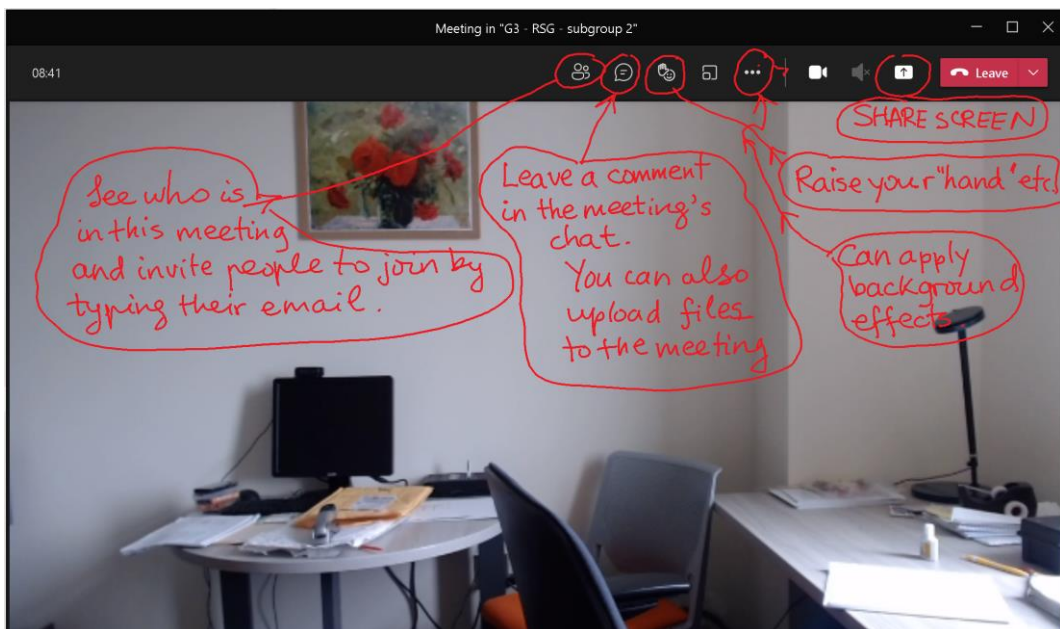 Meeting in "G3 - RSG - subgroup 2"
08:41
Leave
SHARE SCREEN
See who is
in this meeting
and invite people to join by
typing their email.
Leave a comment
in the meeting's
chat.
You can also
upload files
to the meeting
Raise your "hand" etc.
Can apply
background
effects